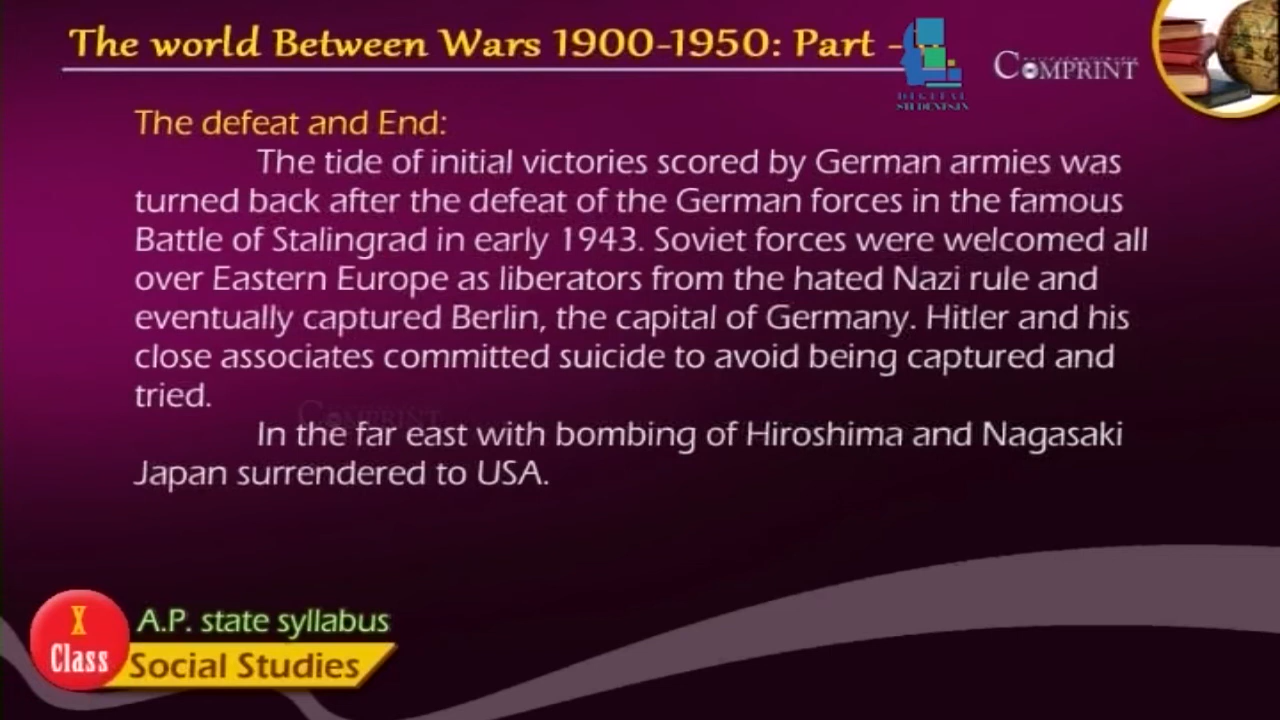 The world Between Wars 1900-1950: Part -
COMPRINT
DIGITAL
STUDENTS.IN
The defeat and End:
The tide of initial victories scored by German armies was
turned back after the defeat of the German forces in the famous
Battle of Stalingrad in early 1943. Soviet forces were welcomed all
over Eastern Europe as liberators from the hated Nazi rule and
eventually captured Berlin, the capital of Germany. Hitler and his
close associates committed suicide to avoid being captured and
tried.
COMPRINT
In the far east with bombing of Hiroshima and Nagasaki
Japan surrendered to USA.
X
Class
A.P. state syllabus
Social Studies